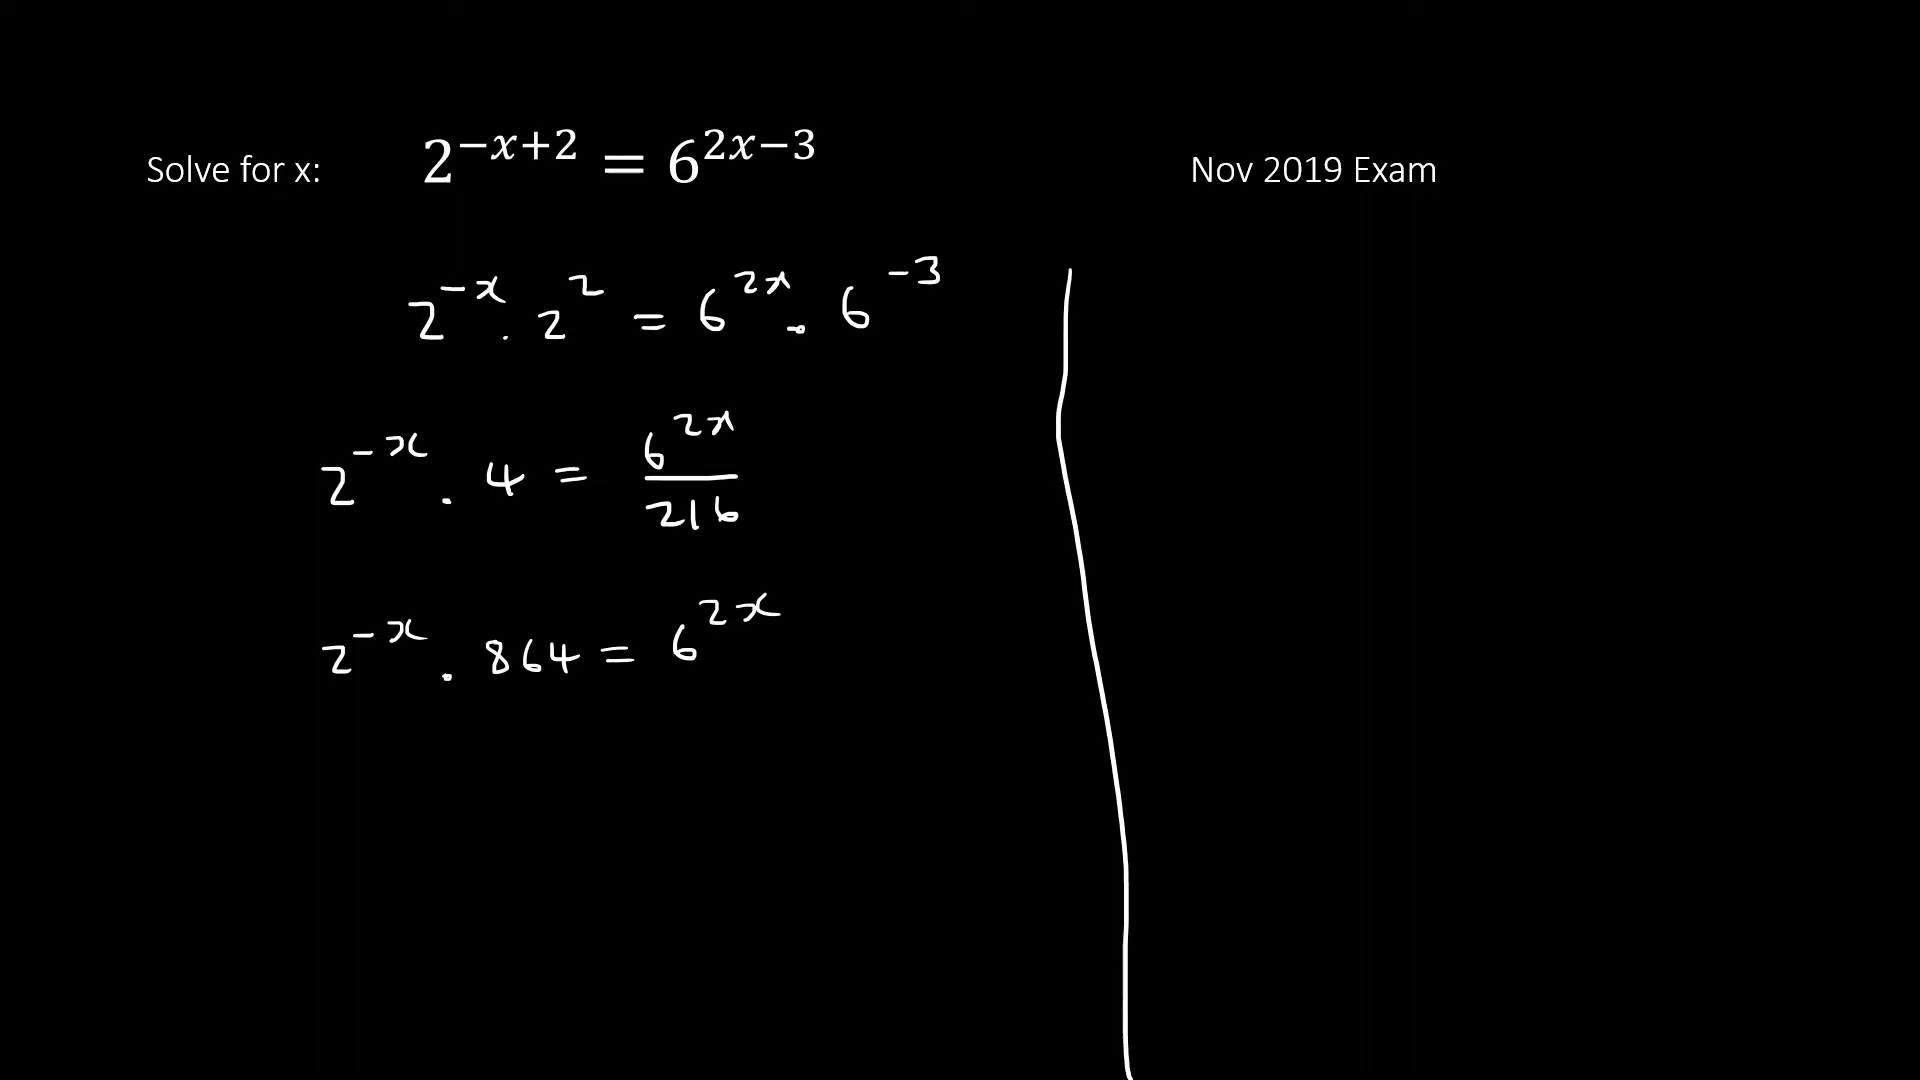 Solve for x: 2^{-x+2} = 6^{2x-3} Nov 2019 Exam
2^{-x} . 2^{2} = 6^{2x} . 6^{-3}
2^{-x} . 4 = \frac{6^{2x}}{216}
2^{-x} . 864 = 6^{2x}